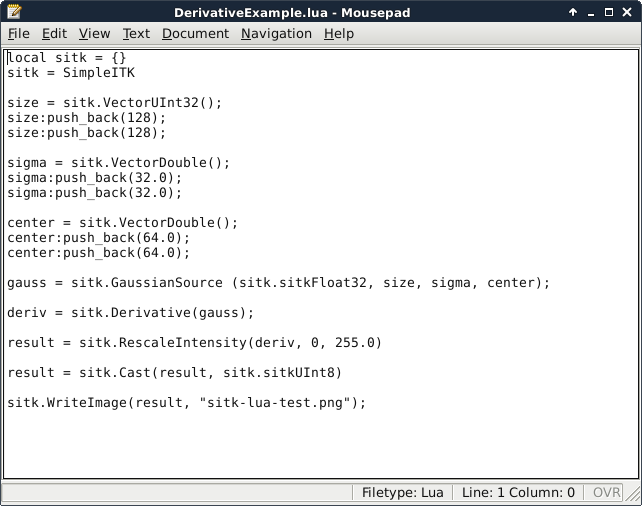 DerivativeExample.lua - Mousepad
File Edit View Text Document Navigation Help
local sitk = {}
sitk = SimpleITK
size = sitk.VectorUInt32();
size:push_back(128);
size:push_back(128);
sigma = sitk.VectorDouble();
sigma:push_back(32.0);
sigma:push_back(32.0);
center = sitk.VectorDouble();
center:push_back(64.0);
center:push_back(64.0);
gauss = sitk.GaussianSource (sitk.sitkFloat32, size, sigma, center);
deriv = sitk.Derivative(gauss);
result = sitk.RescaleIntensity(deriv, 0, 255.0)
result = sitk.Cast(result, sitk.sitkUInt8)
sitk.WriteImage(result, "sitk-lua-test.png");
Filetype: Lua Line: 1 Column: 0 OVR